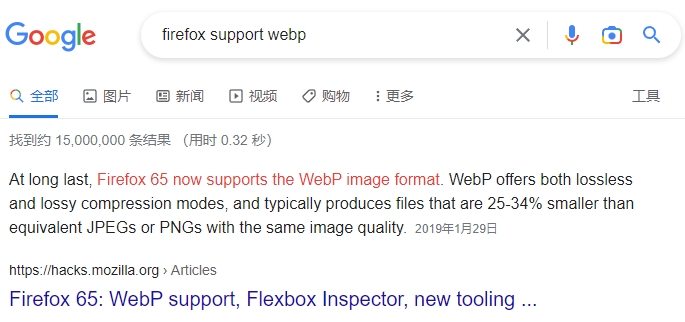 Google firefox support webp
全部 图片 新闻 视频 购物 更多 工具
找到约 15,000,000 条结果 （用时 0.32 秒）
At long last, Firefox 65 now supports the WebP image format. WebP offers both lossless
and lossy compression modes, and typically produces files that are 25-34% smaller than
equivalent JPEGs or PNGs with the same image quality. 2019年1月29日
https://hacks.mozilla.org › Articles
Firefox 65: WebP support, Flexbox Inspector, new tooling ...